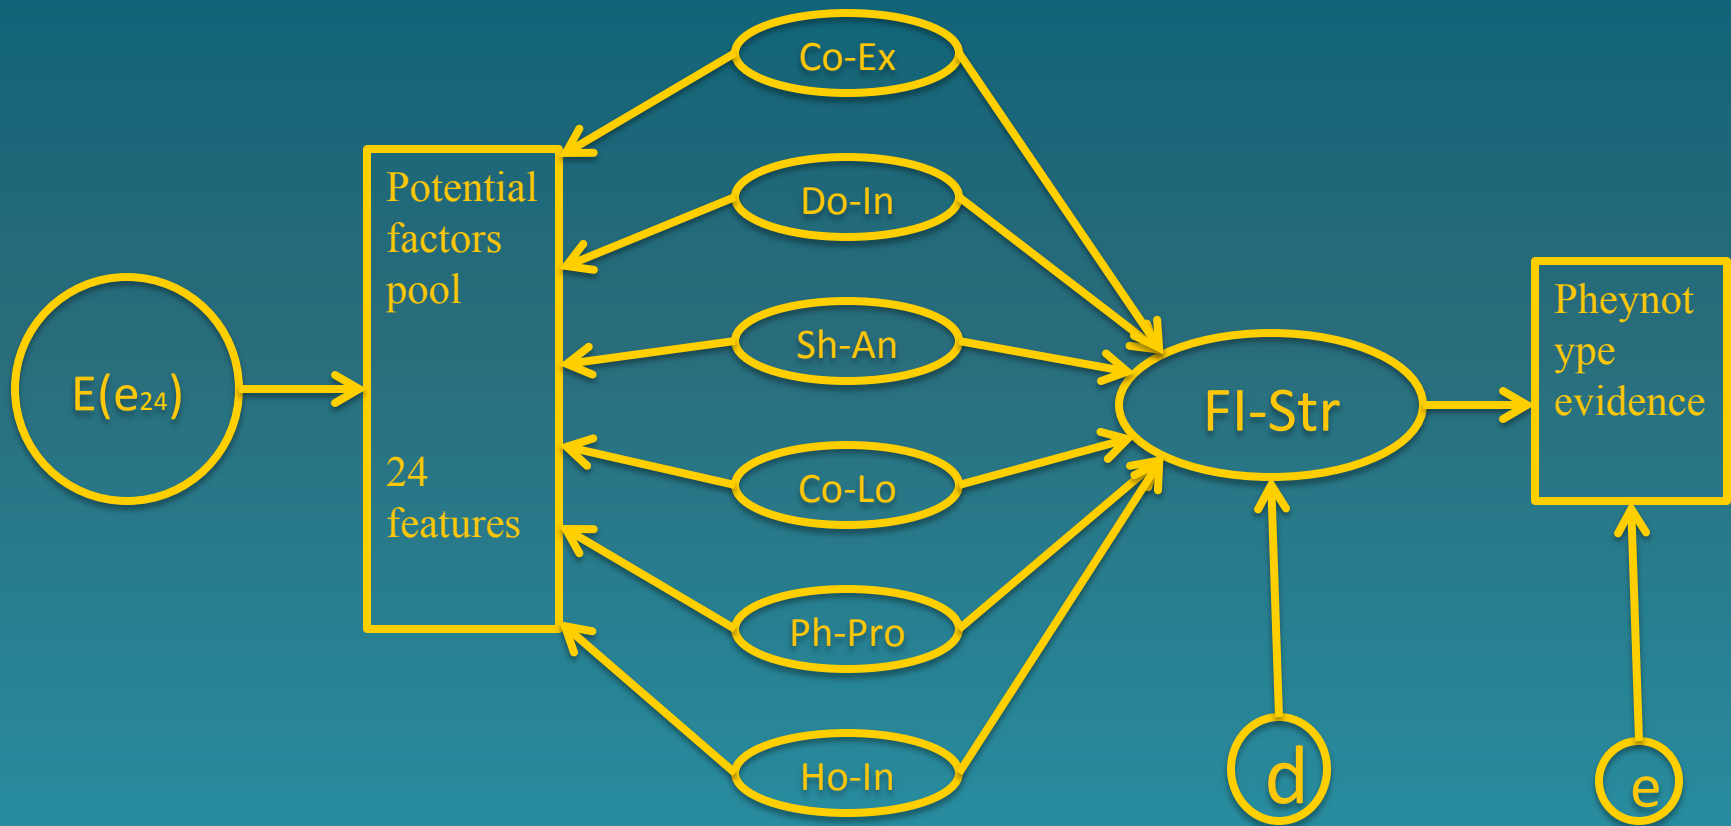 E(e24)
Potential
factors
pool
24
features
Co-Ex
Do-In
Sh-An
Co-Lo
Ph-Pro
Ho-In
FI-Str
d
Pheynot
ype
evidence
e